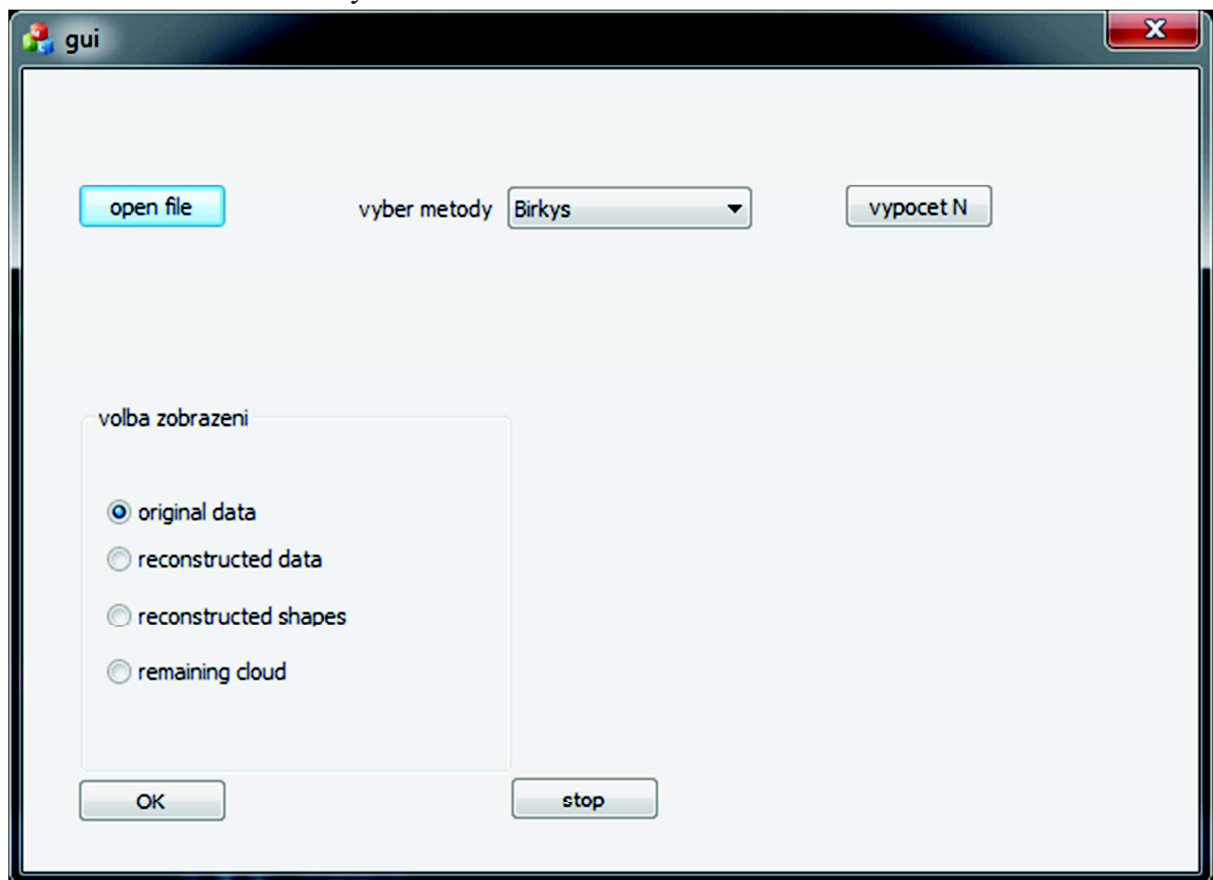 gui
open file
vyber metody Birkys
vypocet N
volba zobrazeni
original data
reconstructed data
reconstructed shapes
remaining cloud
OK
stop